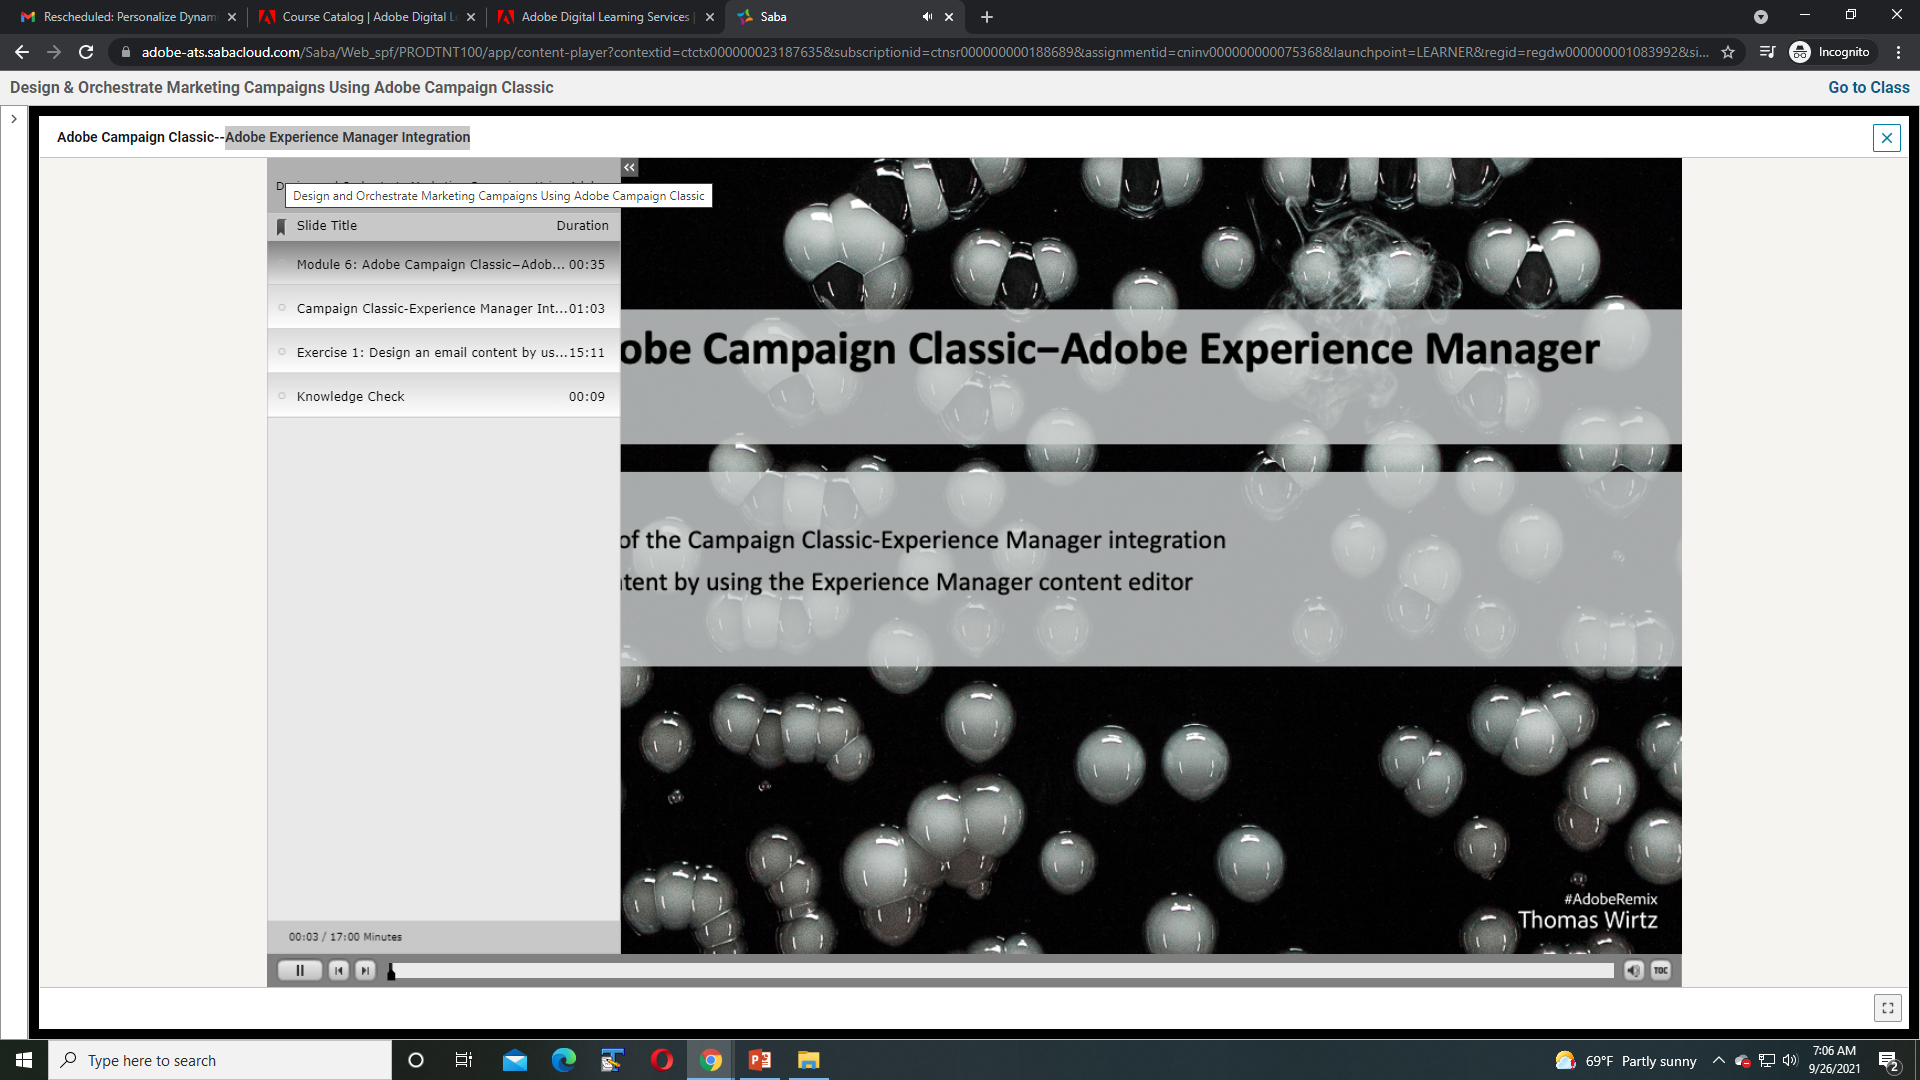 Rescheduled: Personalize Dynam
Course Catalog | Adobe Digital L
Adobe Digital Learning Services |
Saba
adobe-ats.sabacloud.com/Saba/Web_spf/PRODTNT100/app/content-player?contextid=ctctx000000023187635&subscriptionid=ctnsr0000000000188689&assignmentid=cninv000000000075368&launchpoint=LEARNER&regid=regdw000000001083992&si...
Incognito
Design & Orchestrate Marketing Campaigns Using Adobe Campaign Classic
Go to Class
Adobe Campaign Classic--Adobe Experience Manager Integration
Design and Orchestrate Marketing Campaigns Using Adobe Campaign Classic
Slide Title Duration
Module 6: Adobe Campaign Classic–Adob... 00:35
Campaign Classic-Experience Manager Int... 01:03
Exercise 1: Design an email content by us... 15:11
Knowledge Check 00:09
obe Campaign Classic–Adobe Experience Manager
of the Campaign Classic-Experience Manager integration
ntent by using the Experience Manager content editor
#AdobeRemix
Thomas Wirtz
00:03 / 17:00 Minutes
TOC
Type here to search
69°F Partly sunny
7:06 AM
9/26/2021
2